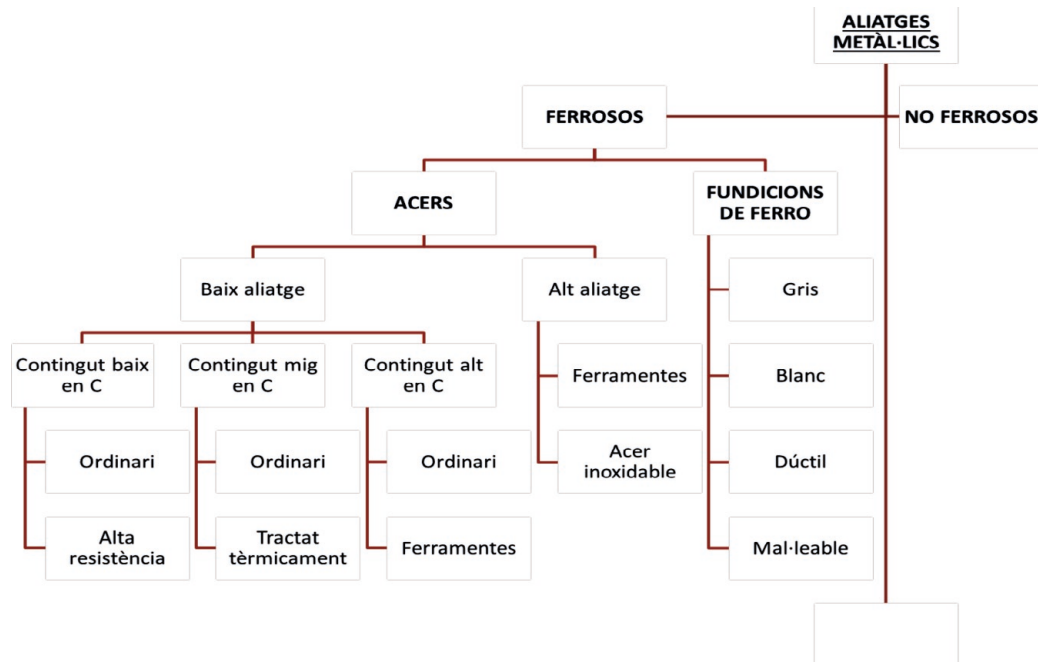 ALIATGES
METÀL·LICS
FERROSOS
NO FERROSOS
ACERS
FUNDICIONS
DE FERRO
Baix aliatge
Alt aliatge
Gris
Contingut baix
en C
Contingut mig
en C
Contingut alt
en C
Ferramentes
Blanc
Ordinari
Ordinari
Ordinari
Acer
inoxidable
Dúctil
Alta
resistència
Tractat
tèrmicament
Ferramentes
Mal·leable